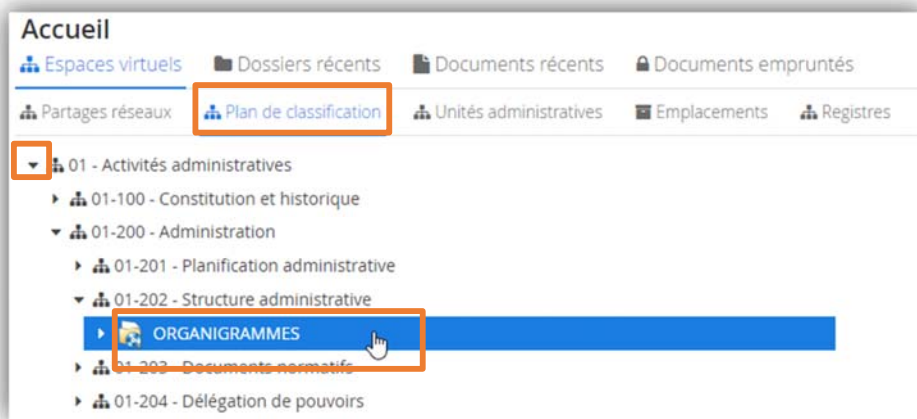 Accueil
Espaces virtuels Dossiers récents Documents récents Documents empruntés
Partages réseaux Plan de classification Unités administratives Emplacements Registres
01 - Activités administratives
01-100 - Constitution et historique
01-200 - Administration
01-201 - Planification administrative
01-202 - Structure administrative
ORGANIGRAMMES
01-203 - Documents normatifs
01-204 - Délégation de pouvoirs